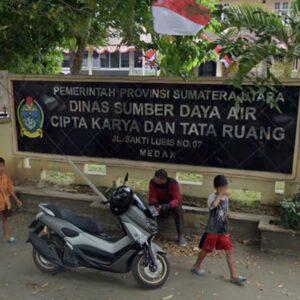 PEMERINTAH PROVINSI SUMATERA UTARA
DINAS SUMBER DAYA AIR
CIPTA KARYA DAN TATA RUANG
JL. SAKTI LUBIS NO. 07
MEDAN